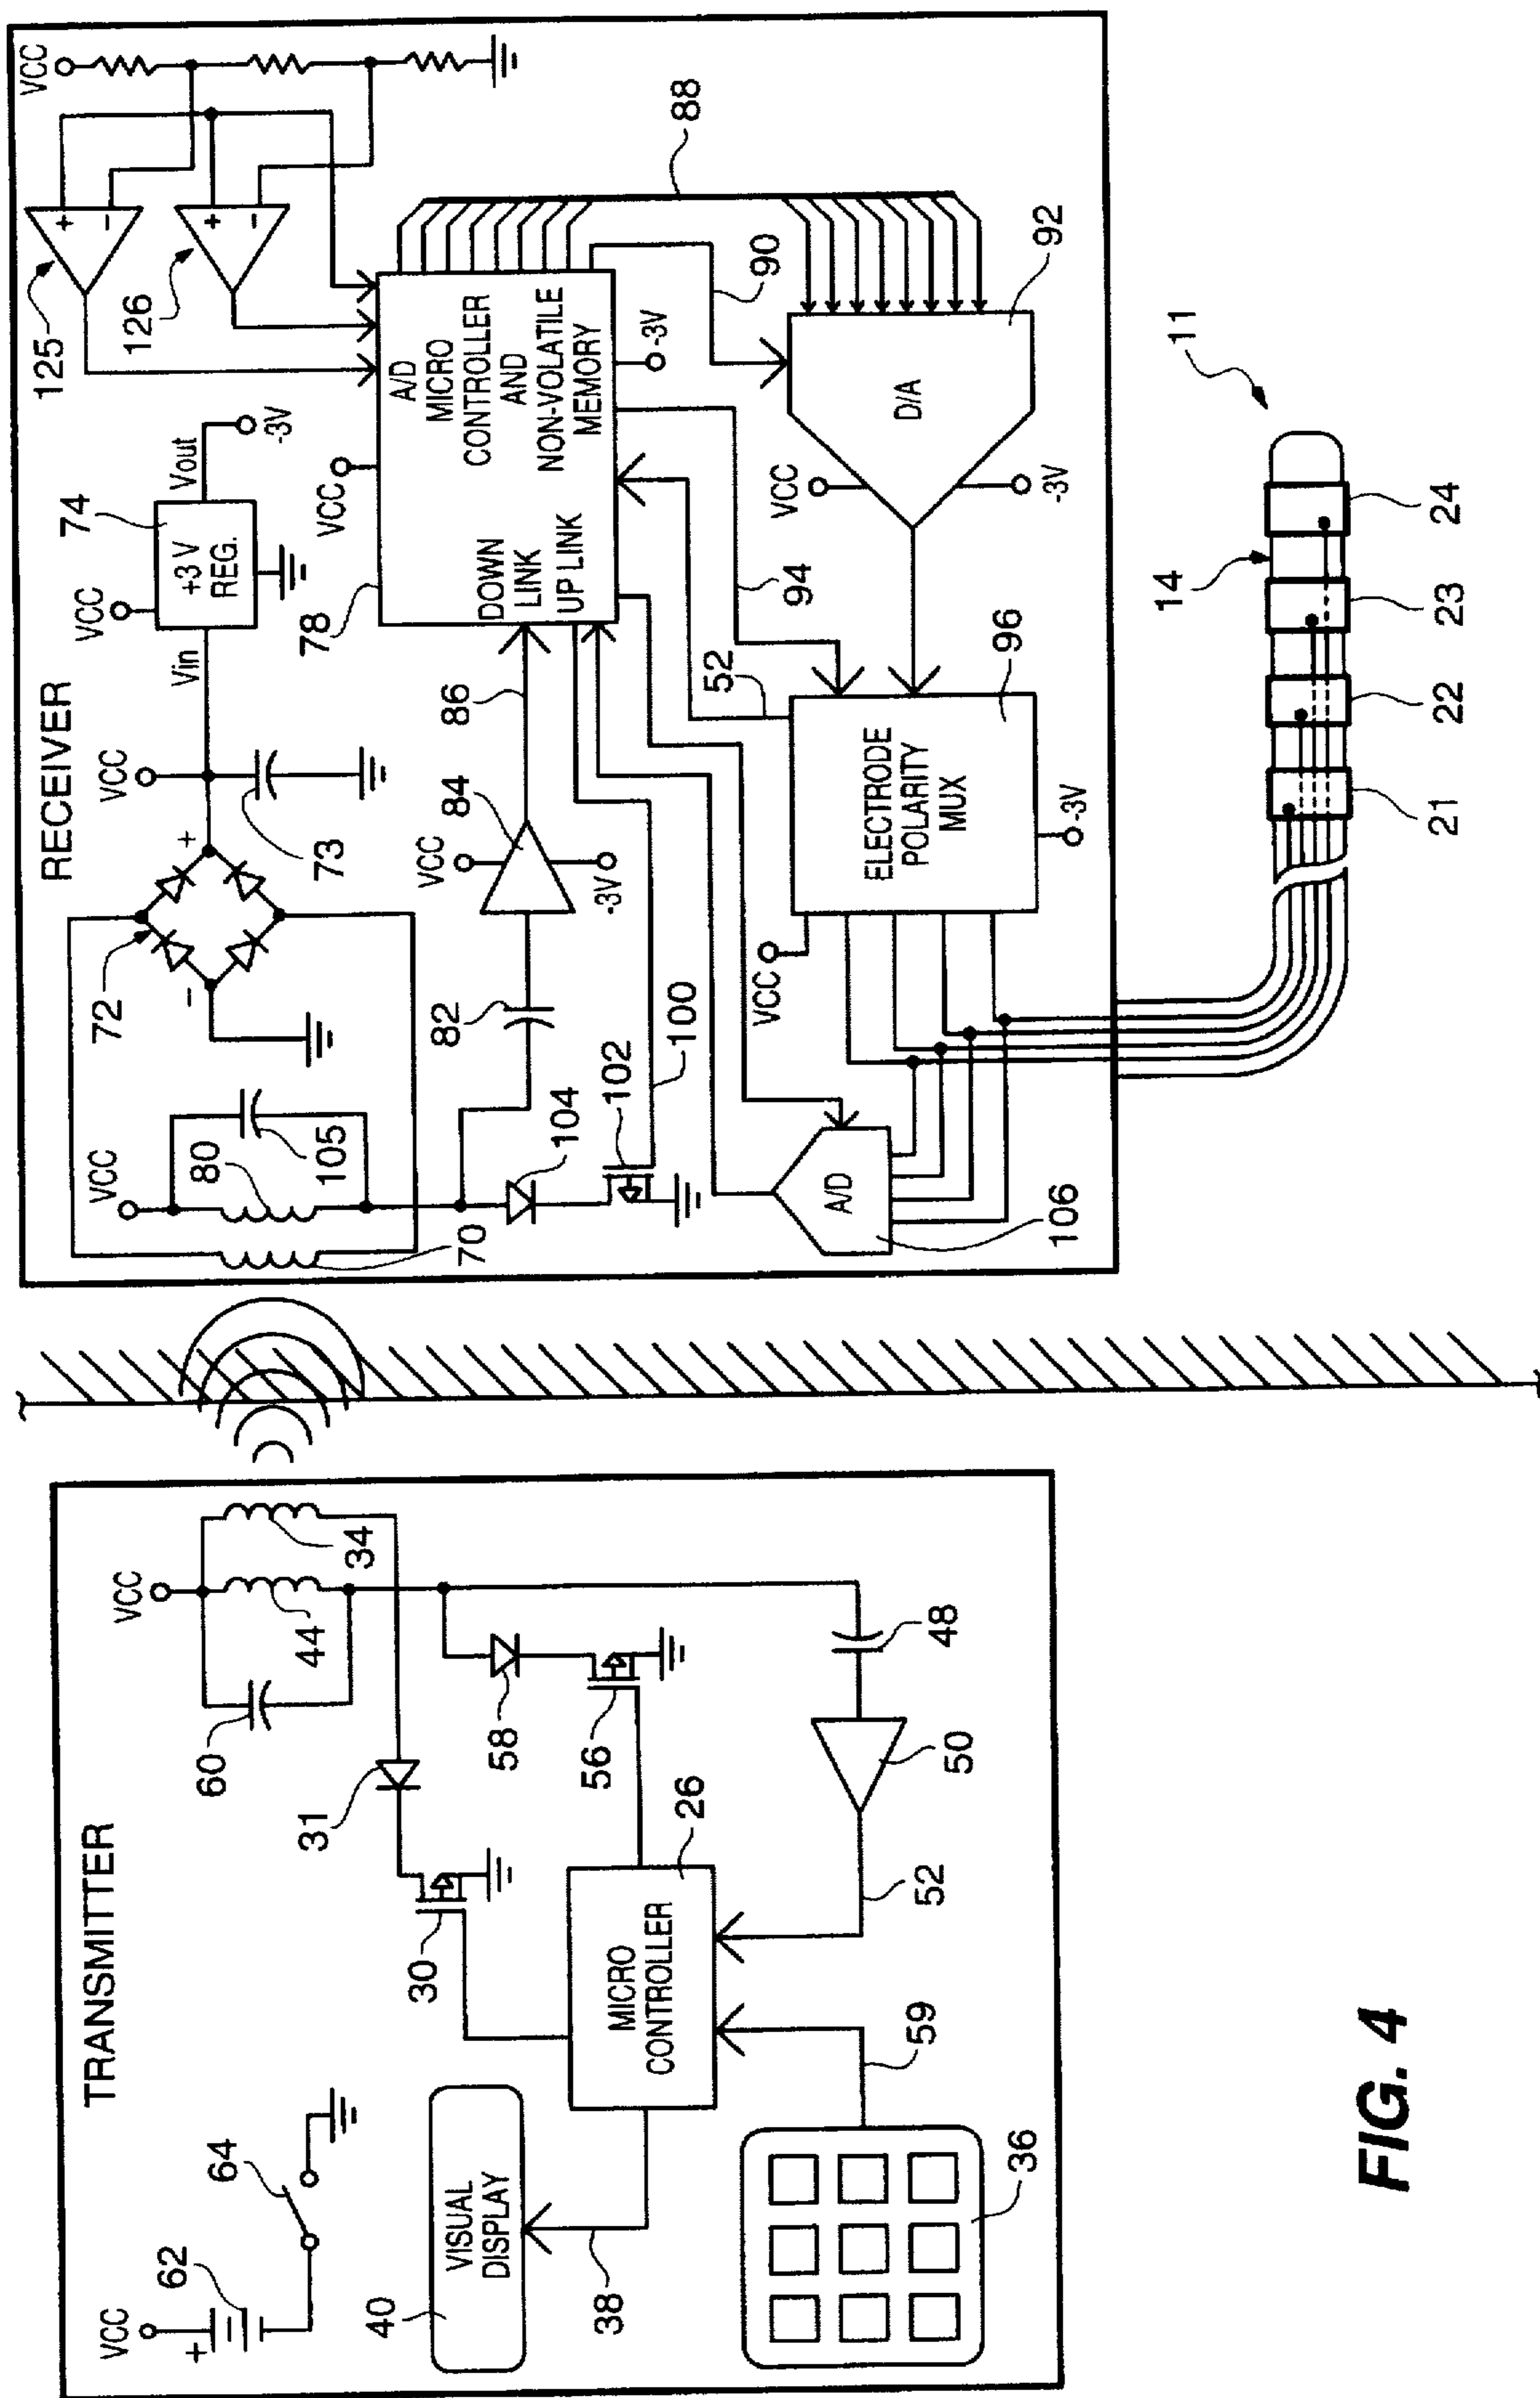 TRANSMITTER
VCC
+
62
64
VISUAL
DISPLAY
40
38
36
59
MICRO
CONTROLLER
26
30
31
60
VCC
44
34
58
56
48
50
52
RECEIVER
VCC
80
105
70
72
-
+
VCC
73
Vin
VCC
+3 V
REG.
74
Vout
-3V
125
+
-
126
+
-
VCC
104
102
100
82
VCC
84
-3V
86
78
VCC
DOWN
LINK
UP LINK
A/D
MICRO
CONTROLLER
AND
NON-VOLATILE
MEMORY
-3V
88
90
94
52
A/D
106
VCC
ELECTRODE
POLARITY
MUX
96
-3V
VCC
D/A
-3V
92
11
14
21
22
23
24
FIG. 4